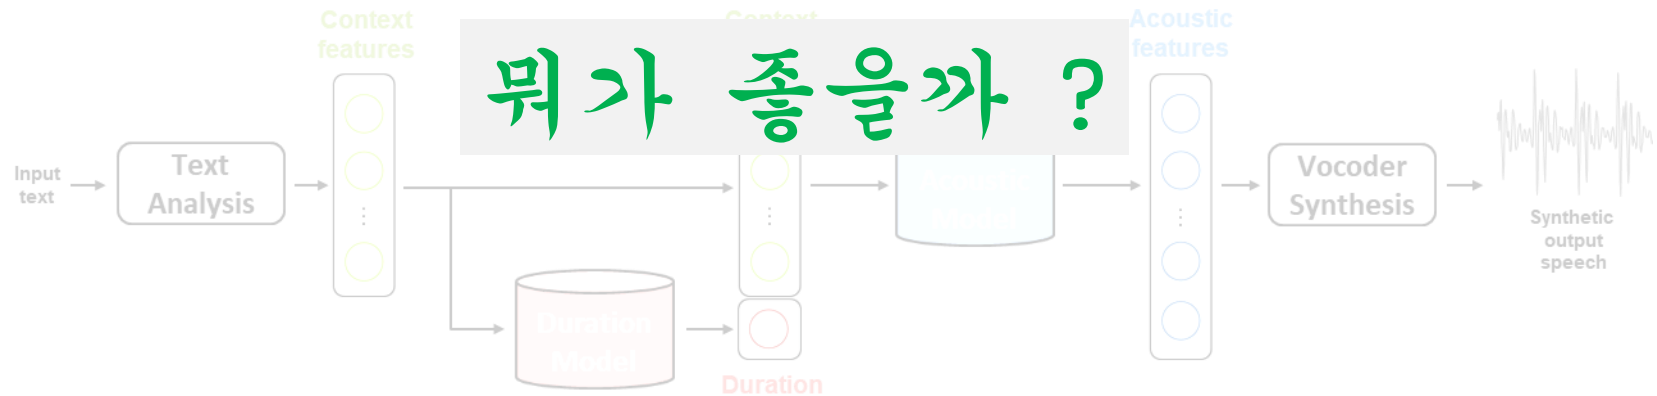 Context
features
Acoustic
features
뭐가 좋을까 ?
Input
text
Text
Analysis
Duration
Model
Duration
Model
Vocoder
Synthesis
Synthetic
output
speech